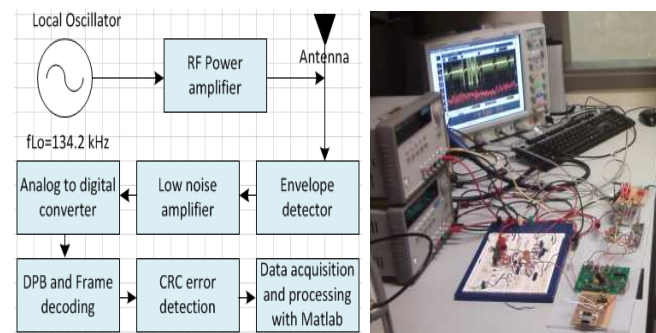 Local Oscillator
RF Power
amplifier
Antenna
fLo=134.2 kHz
Analog to digital
converter
Low noise
amplifier
Envelope
detector
DPB and Frame
decoding
CRC error
detection
Data acquisition
and processing
with Matlab